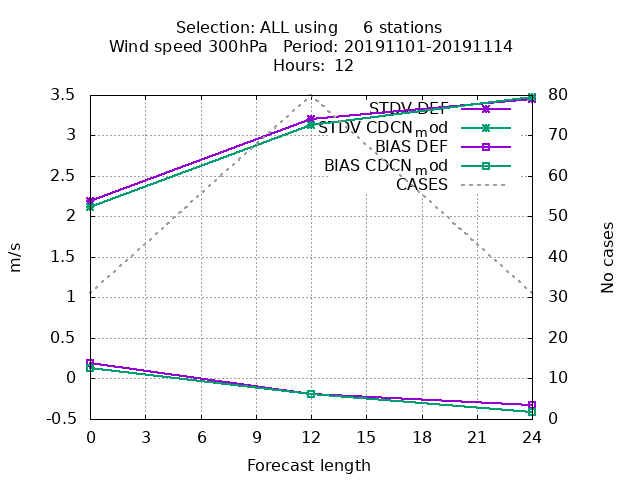 Selection: ALL using 6 stations
Wind speed 300hPa Period: 20191101-20191114
Hours: 12
3.5
3
2.5
2
1.5
1
0.5
0
-0.5
m/s
STDV DEF
STDV CDCNmod
BIAS DEF
BIAS CDCNmod
CASES
80
70
60
50
40
30
20
10
0
No cases
0 3 6 9 12 15 18 21 24
Forecast length